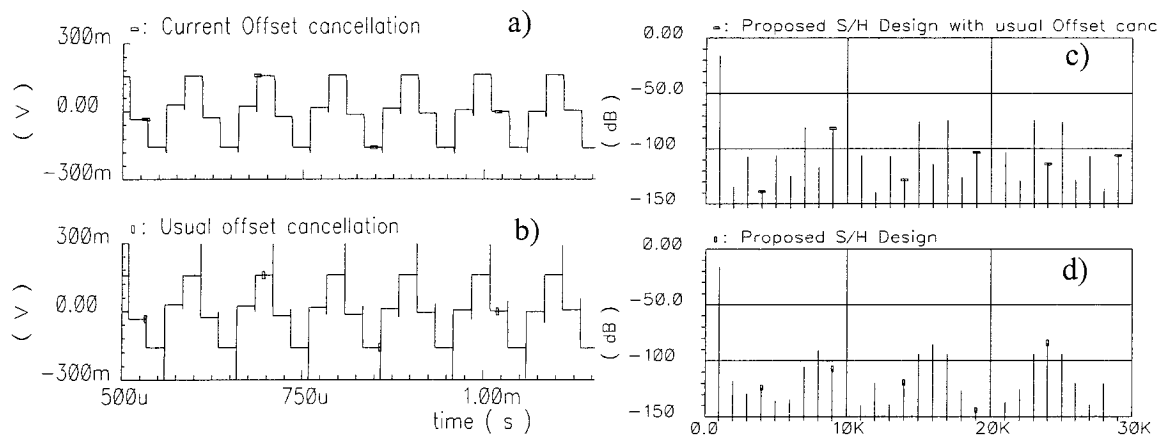 Current Offset cancellation
a)
300m
0.00
-300m
( V )
Usual offset cancellation
b)
300m
0.00
-300m
( V )
500u
750u
1.00m
time ( s )
Proposed S/H Design with usual Offset canc
c)
0.00
-50.0
-100
-150
( dB )
Proposed S/H Design
d)
0.00
-50.0
-100
-150
( dB )
0.0
10K
20K
30K